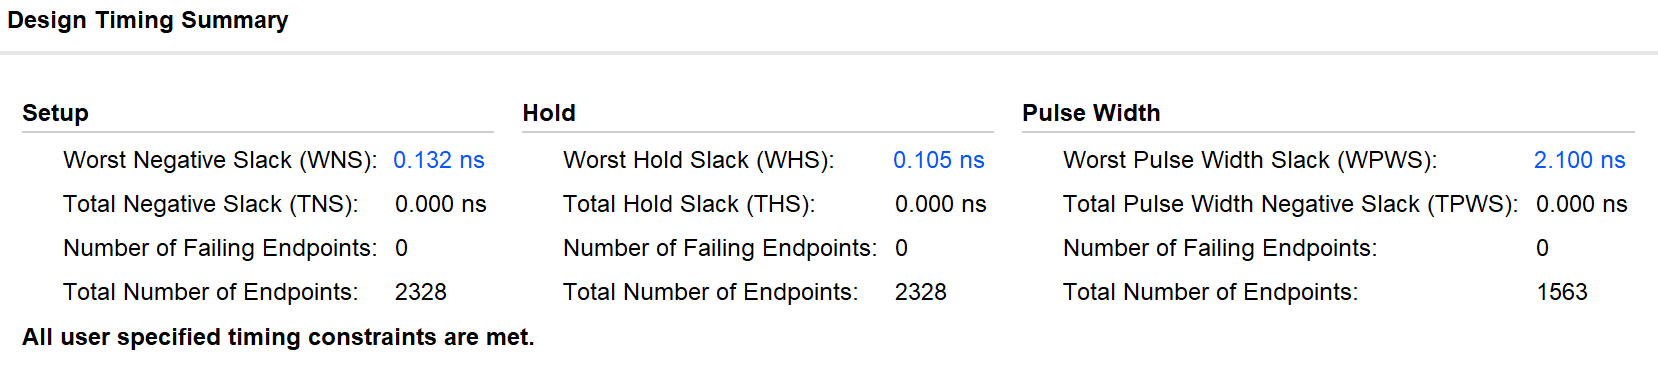 Design Timing Summary
Setup Hold Pulse Width
Worst Negative Slack (WNS): 0.132 ns Worst Hold Slack (WHS): 0.105 ns Worst Pulse Width Slack (WPWS): 2.100 ns
Total Negative Slack (TNS): 0.000 ns Total Hold Slack (THS): 0.000 ns Total Pulse Width Negative Slack (TPWS): 0.000 ns
Number of Failing Endpoints: 0 Number of Failing Endpoints: 0 Number of Failing Endpoints: 0
Total Number of Endpoints: 2328 Total Number of Endpoints: 2328 Total Number of Endpoints: 1563
All user specified timing constraints are met.